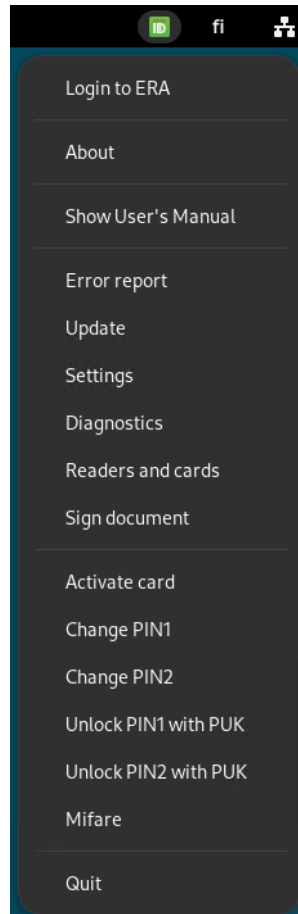 ID
fi
Login to ERA
About
Show User's Manual
Error report
Update
Settings
Diagnostics
Readers and cards
Sign document
Activate card
Change PIN1
Change PIN2
Unlock PIN1 with PUK
Unlock PIN2 with PUK
Mifare
Quit